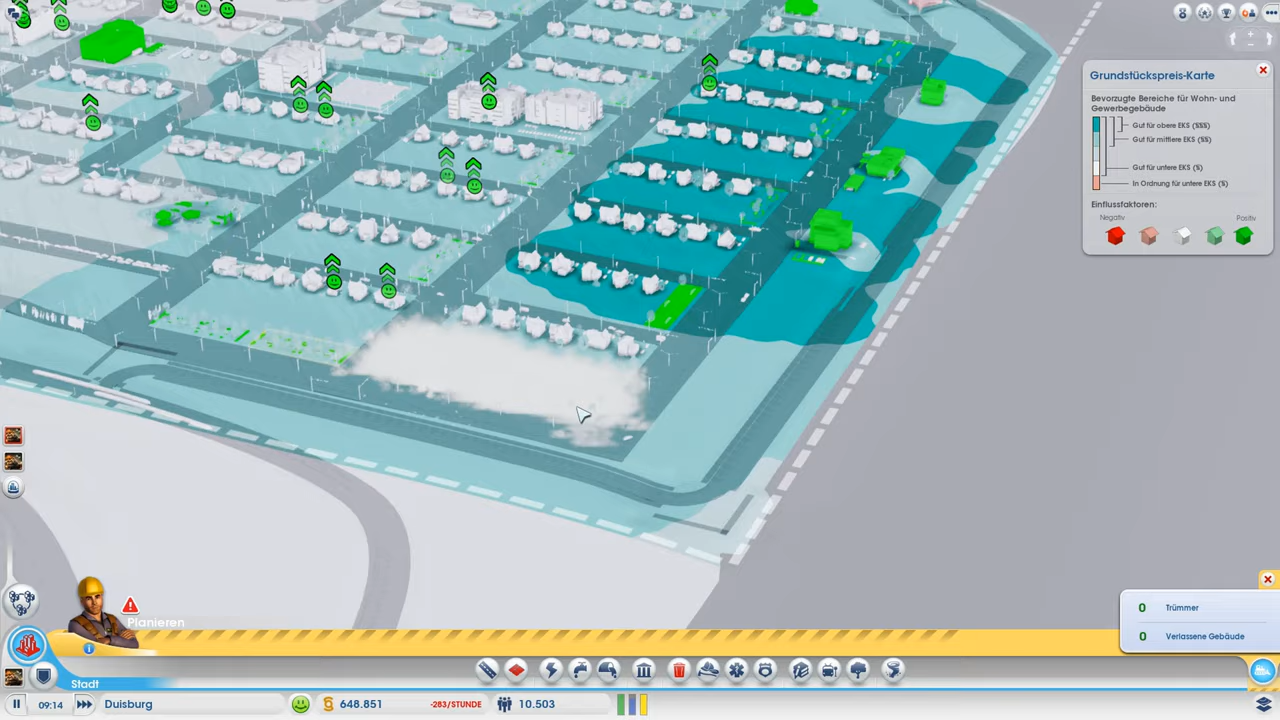 Grundstückspreis-Karte
Bevorzugte Bereiche für Wohn- und
Gewerbegebäude
Gut für obere EKS ($$$)
Gut für mittlere EKS ($$)
Gut für untere EKS ($)
In Ordnung für untere EKS ($)
Einflussfaktoren:
Negativ
Positiv
Planieren
0 Trümmer
0 Verlassene Gebäude
Stadt
09:14
Duisburg
648.851
-283/STUNDE
10.503